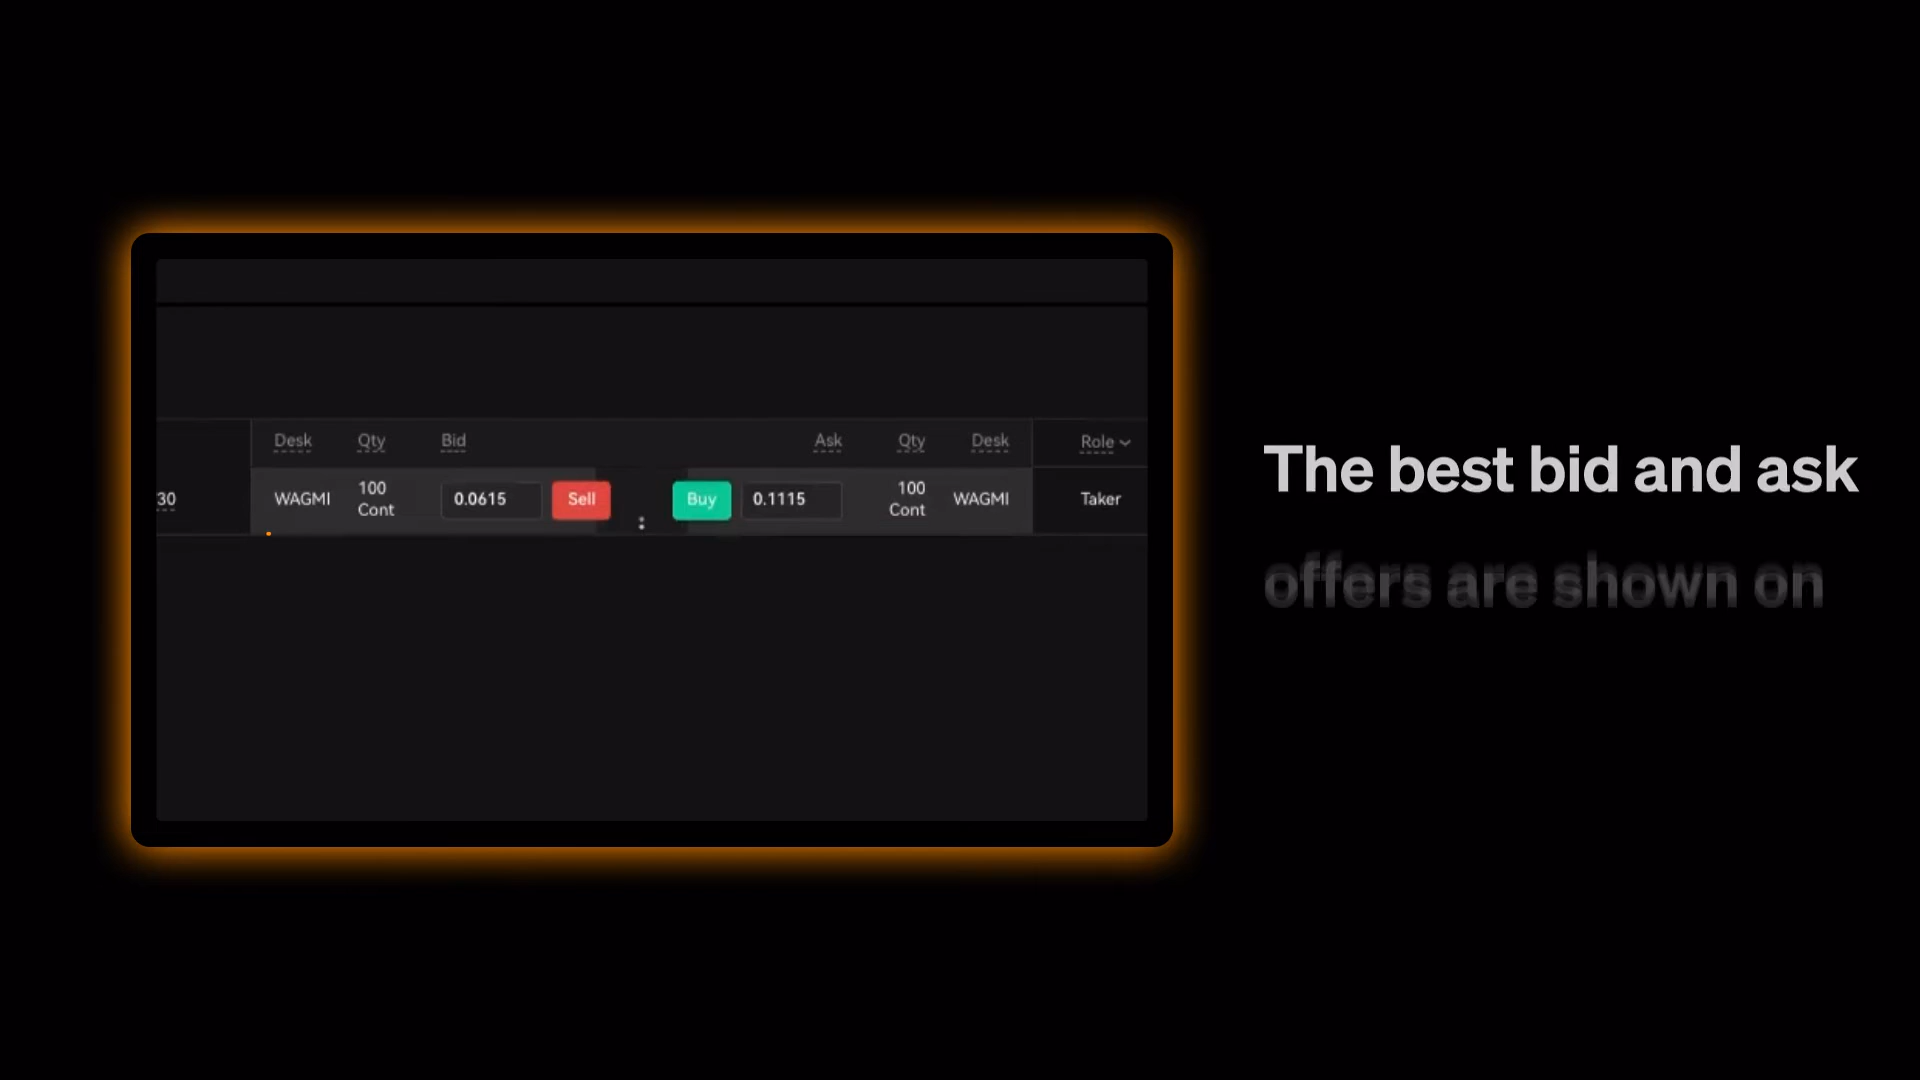 Desk Qty Bid Ask Qty Desk Role
30 WAGMI 100 Cont 0.0615 Sell : Buy 0.1115 100 Cont WAGMI Taker
The best bid and ask
offers are shown on